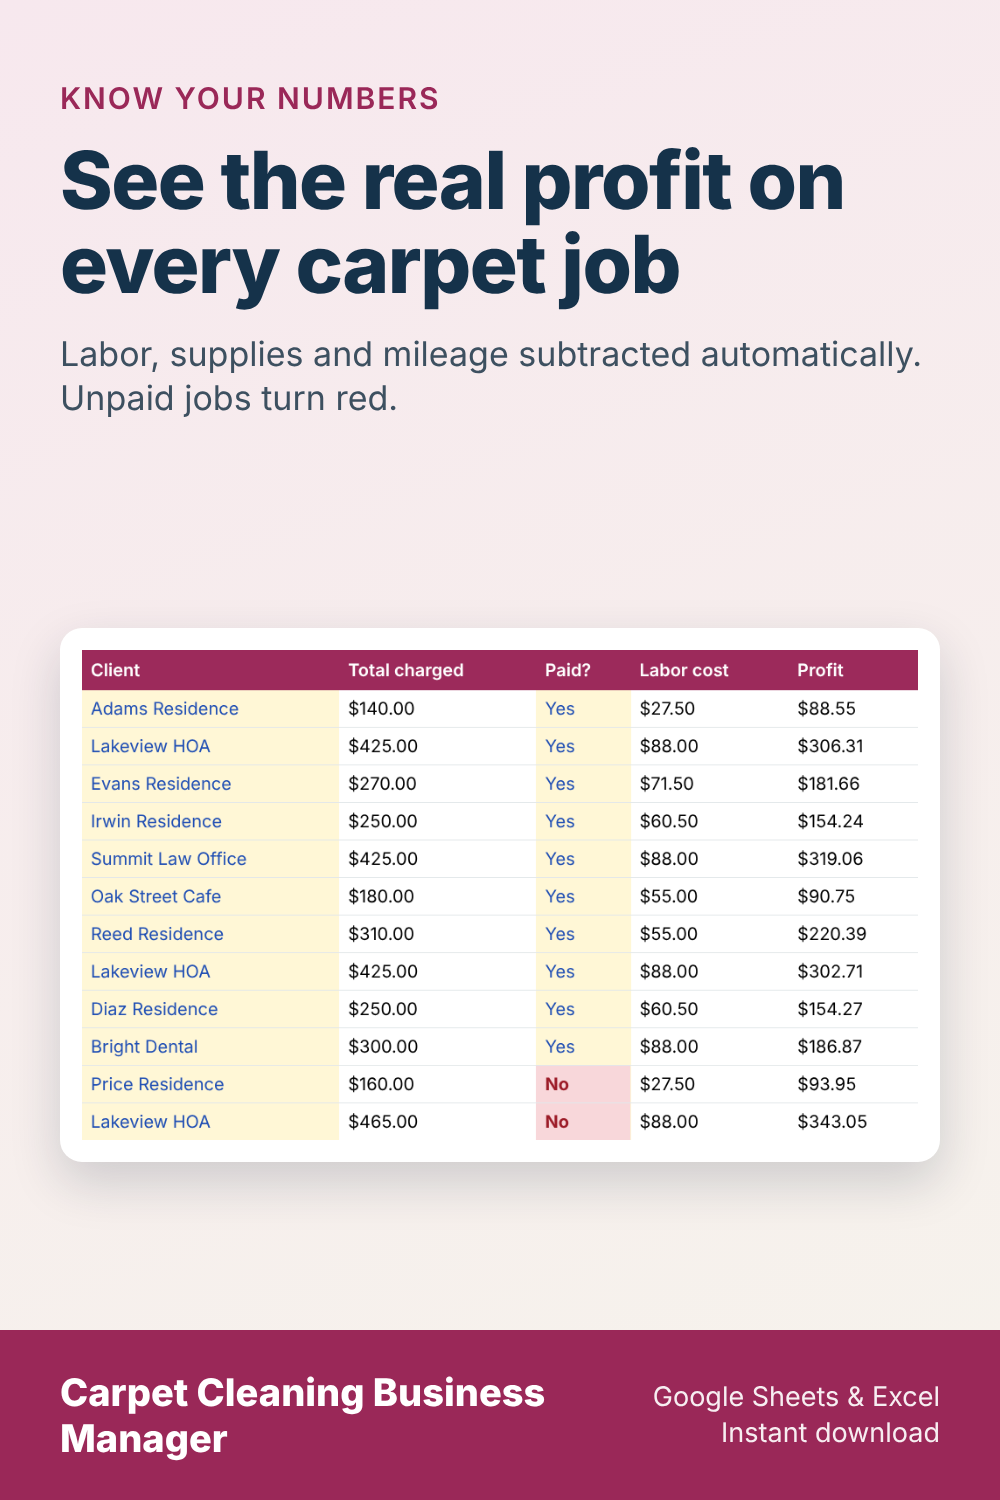 KNOW YOUR NUMBERS
See the real profit on
every carpet job
Labor, supplies and mileage subtracted automatically.
Unpaid jobs turn red.
Client Total charged Paid? Labor cost Profit
Adams Residence $140.00 Yes $27.50 $88.55
Lakeview HOA $425.00 Yes $88.00 $306.31
Evans Residence $270.00 Yes $71.50 $181.66
Irwin Residence $250.00 Yes $60.50 $154.24
Summit Law Office $425.00 Yes $88.00 $319.06
Oak Street Cafe $180.00 Yes $55.00 $90.75
Reed Residence $310.00 Yes $55.00 $220.39
Lakeview HOA $425.00 Yes $88.00 $302.71
Diaz Residence $250.00 Yes $60.50 $154.27
Bright Dental $300.00 Yes $88.00 $186.87
Price Residence $160.00 No $27.50 $93.95
Lakeview HOA $465.00 No $88.00 $343.05
Carpet Cleaning Business
Manager
Google Sheets & Excel
Instant download